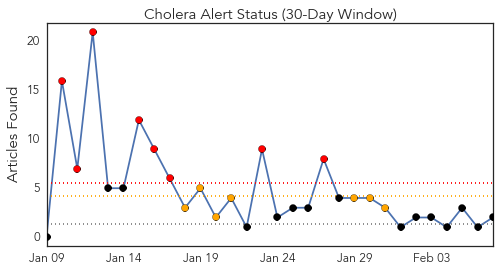 Cholera Alert Status (30-Day Window)
Articles Found
20
15
10
5
0
Jan 09 Jan 14 Jan 19 Jan 24 Jan 29 Feb 03